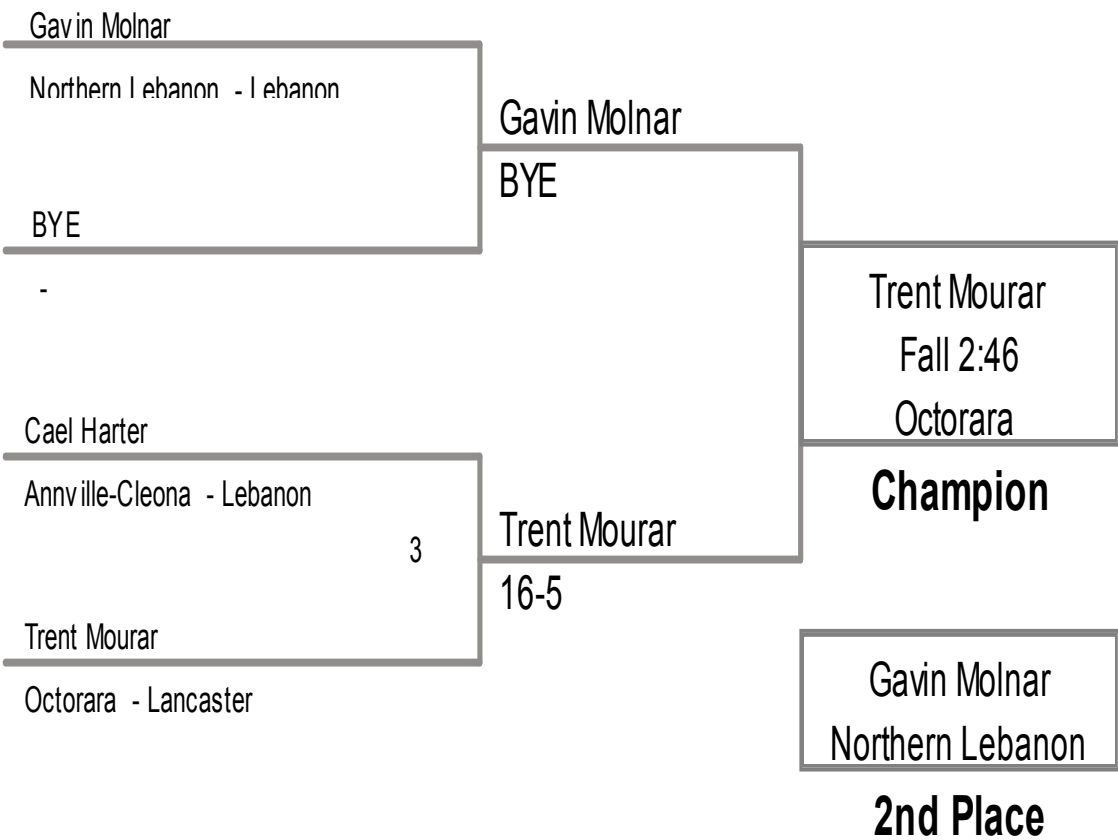 Gavin Molnar
Northern Lebanon - Lebanon
Gavin Molnar
BYE
BYE
-
Trent Mourar
Fall 2:46
Octorara
Champion
Cael Harter
Annville-Cleona - Lebanon
3
Trent Mourar
16-5
Trent Mourar
Octorara - Lancaster
Gavin Molnar
Northern Lebanon
2nd Place